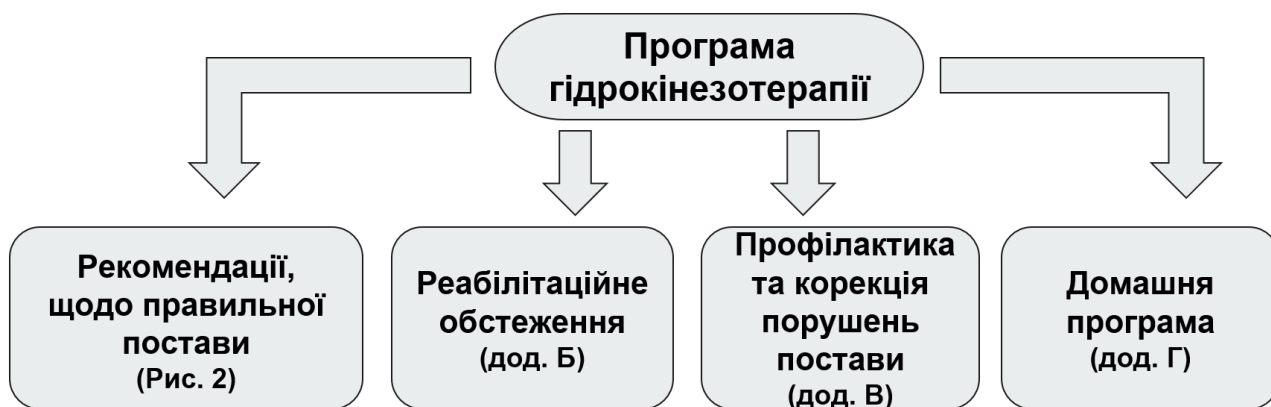 Програма
гідрокінезотерапії
Рекомендації,
щодо правильної
постави
(Рис. 2)
Реабілітаційне
обстеження
(дод. Б)
Профілактика
та корекція
порушень
постави
(дод. В)
Домашня
програма
(дод. Г)